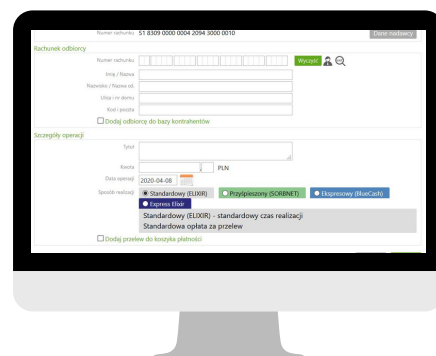 Numer rachunku 51 8309 0000 0004 2094 3000 0010 Dane nadawcy
Rachunek odbiorcy
Numer rachunku Wyczyść
Imię / Nazwa
Nazwisko / Nazwa cd.
Ulica i nr domu
Kod i poczta
Dodaj odbiorcę do bazy kontrahentów
Szczegóły operacji
Tytuł
Kwota , PLN
Data operacji 2020-04-08
Sposób realizacji Standardowy (ELIXIR) Przyśpieszony (SORBNET) Ekspresowy (BlueCash)
Express Elixir
Standardowy (ELIXIR) - standardowy czas realizacji
Standardowa opłata za przelew
Dodaj przelew do koszyka płatności